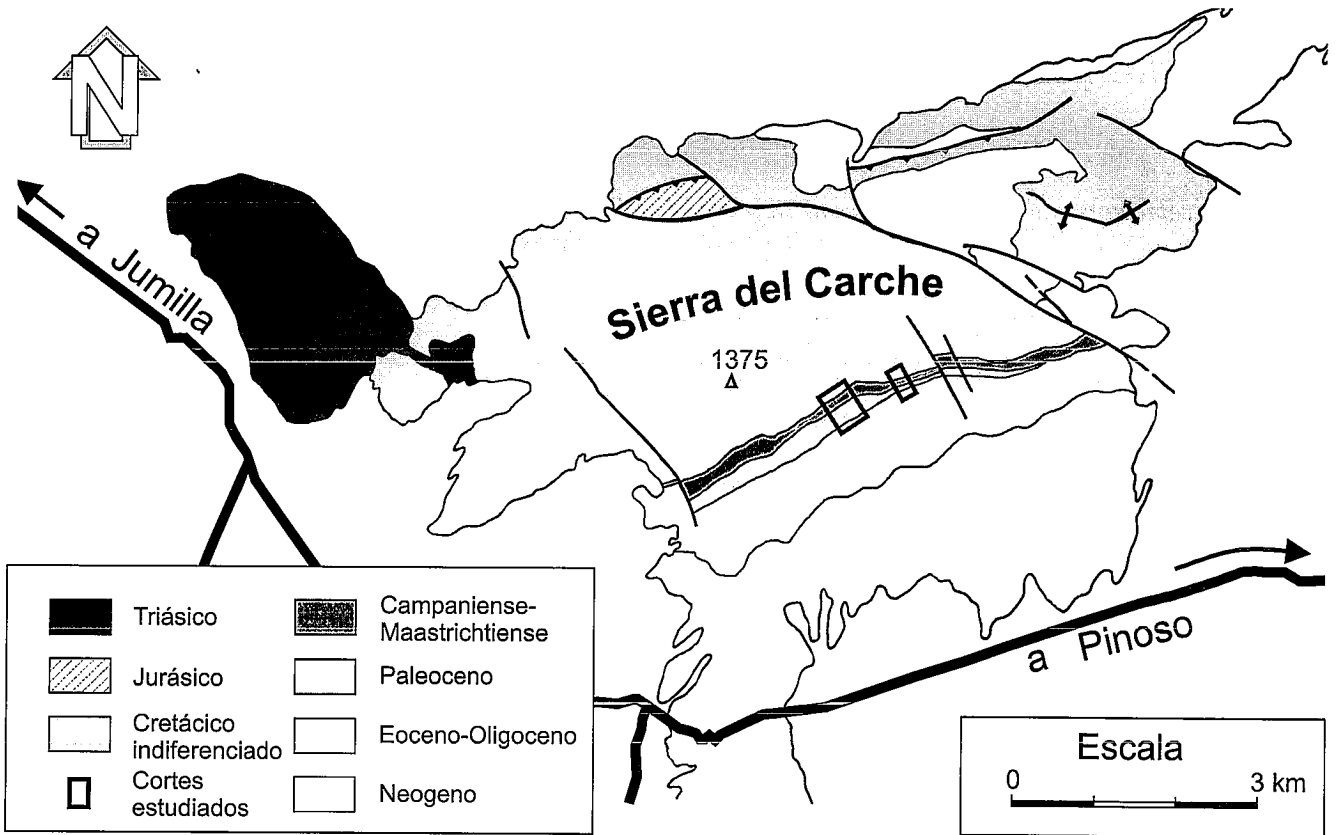 N
a Jumilla
Sierra del Carche
1375
a Pinoso
Triásico
Jurásico
Cretácico
indiferenciado
Cortes
estudiados
Campaniense-
Maastrichtiense
Paleoceno
Eoceno-Oligoceno
Neogeno
Escala
0 3 km